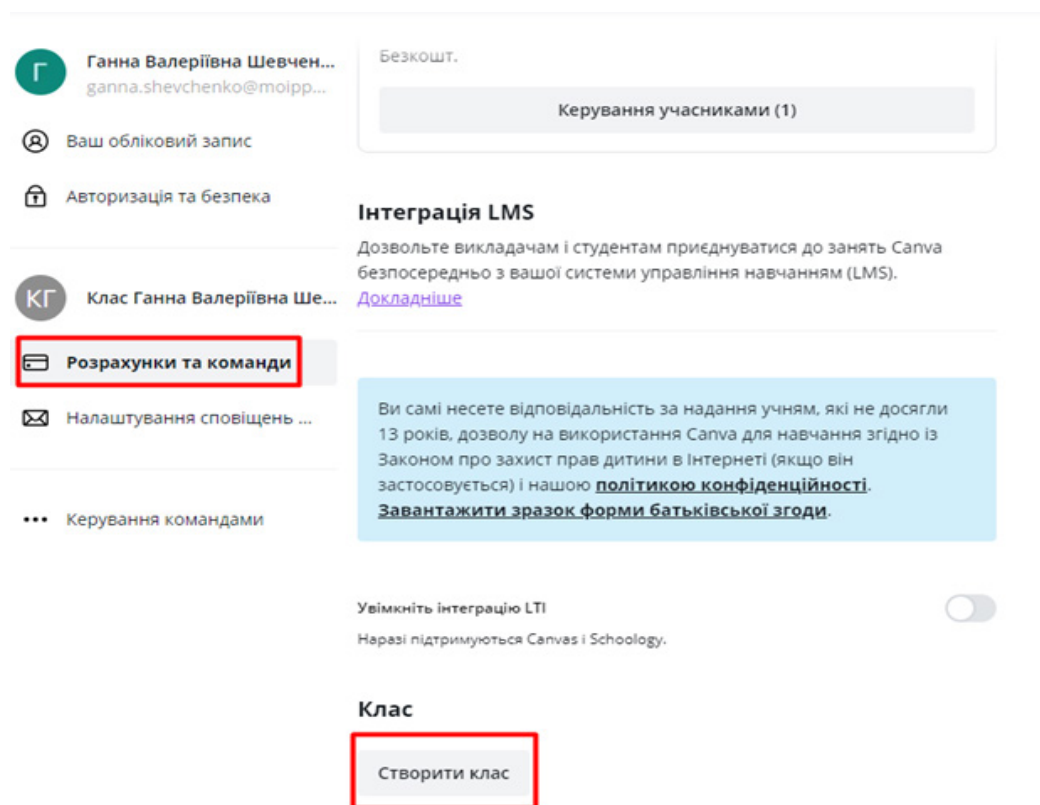 Г
Ганна Валеріївна Шевчен...
ganna.shevchenko@moipp...
Ваш обліковий запис
Авторизація та безпека
КГ
Клас Ганна Валеріївна Ше...
Розрахунки та команди
Налаштування сповіщень ...
Керування командами
Безкошт.
Керування учасниками (1)
Інтеграція LMS
Дозвольте викладачам і студентам приєднуватися до занять Canva
безпосередньо з вашої системи управління навчанням (LMS).
Докладніше
Ви самі несете відповідальність за надання учням, які не досягли
13 років, дозволу на використання Canva для навчання згідно із
Законом про захист прав дитини в Інтернеті (якщо він
застосовується) і нашою політикою конфіденційності.
Завантажити зразок форми батьківської згоди.
Увімкніть інтеграцію LTI
Наразі підтримуються Canvas і Schoology.
Клас
Створити клас